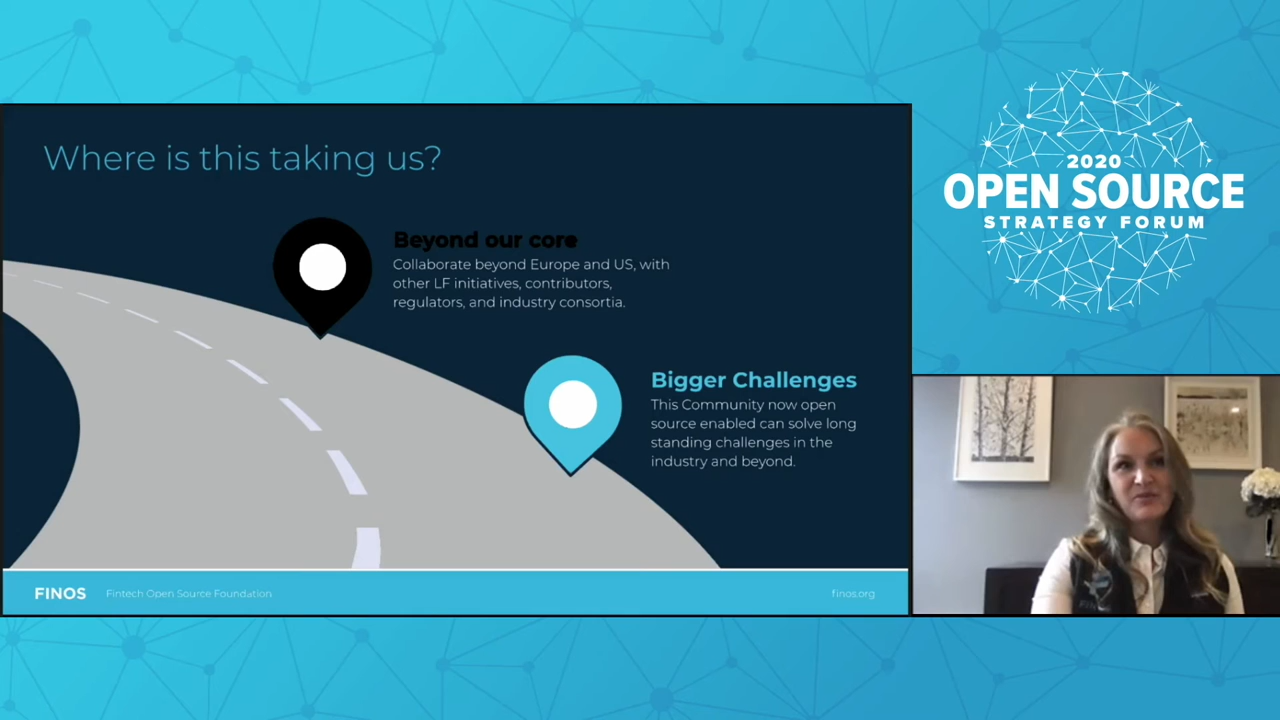 Where is this taking us?
Beyond our core
Collaborate beyond Europe and US, with
other LF initiatives, contributors,
regulators, and industry consortia.
Bigger Challenges
This Community now open
source enabled can solve long
standing challenges in the
industry and beyond.
FINOS
Fintech Open Source Foundation
finos.org
2020
OPEN SOURCE
STRATEGY FORUM